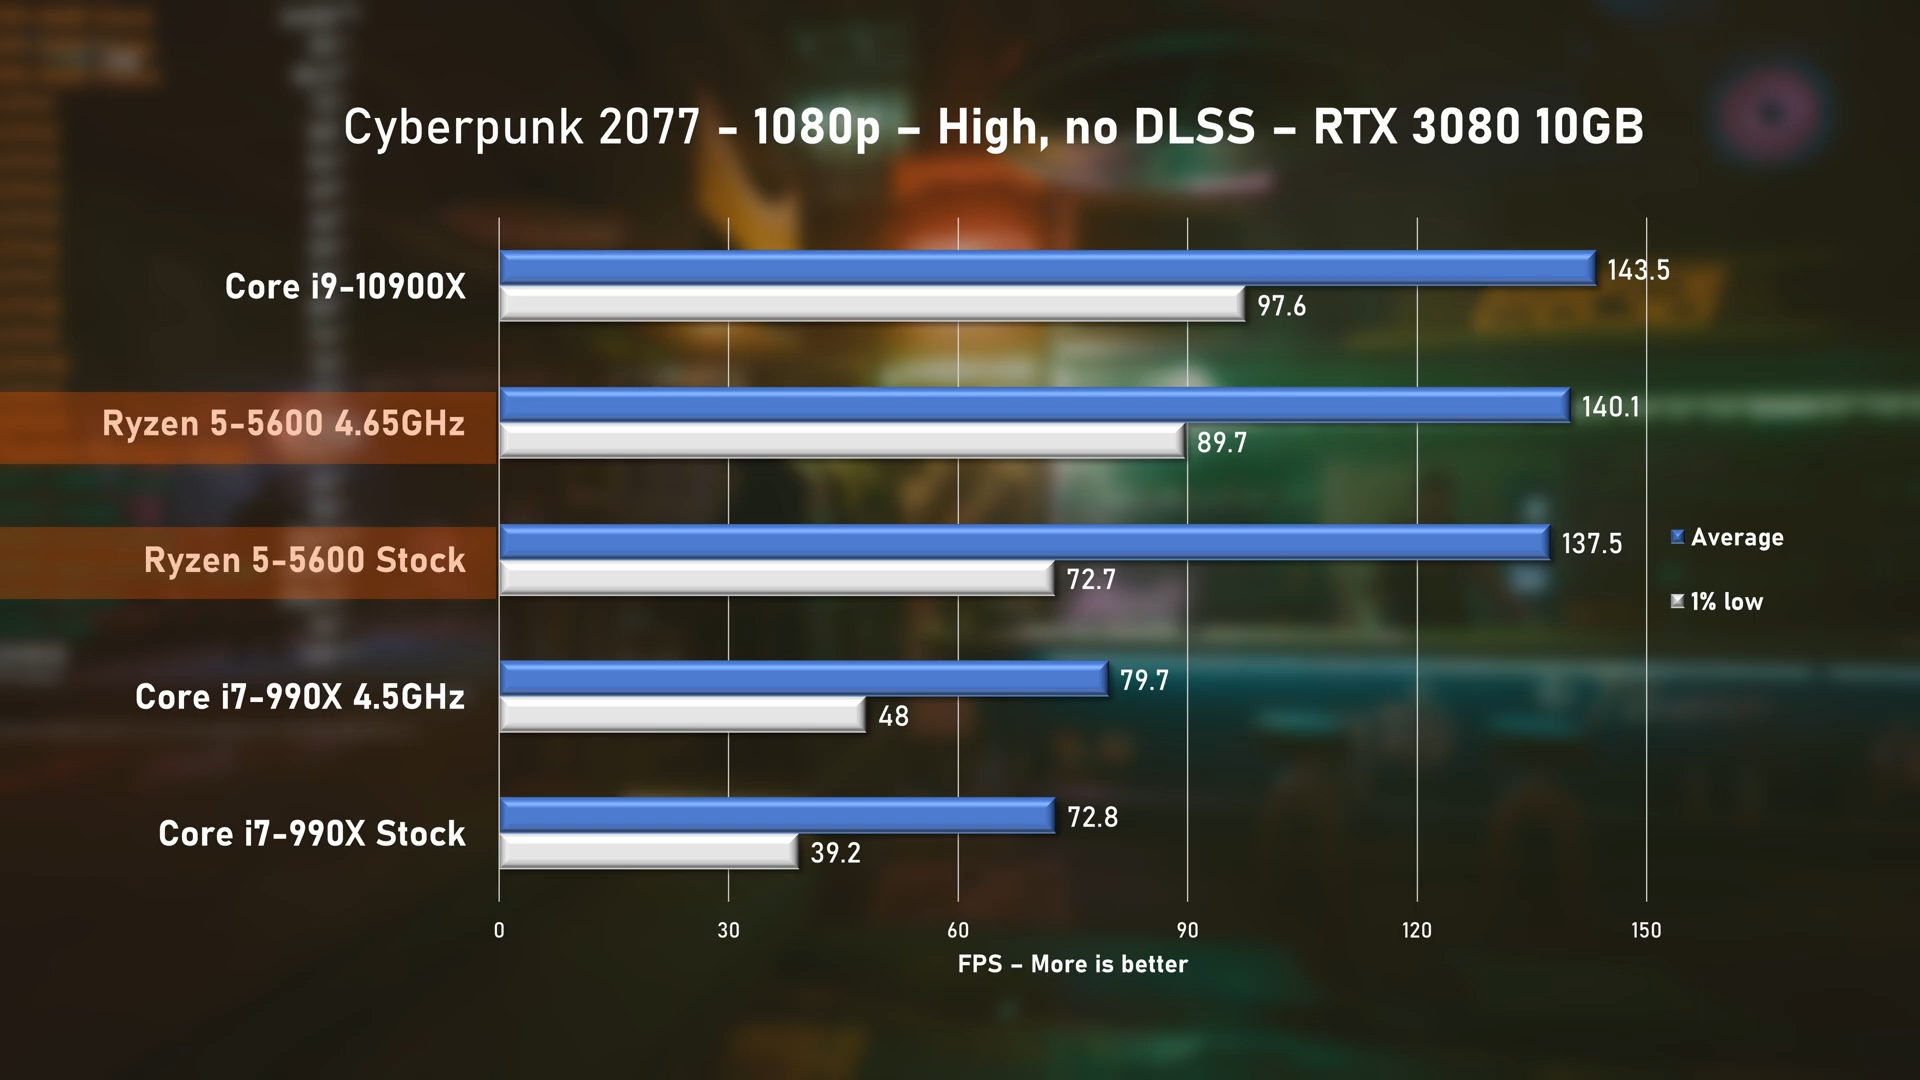 Cyberpunk 2077 - 1080p – High, no DLSS – RTX 3080 10GB
Core i9-10900X
143.5
97.6
Ryzen 5-5600 4.65GHz
140.1
89.7
Ryzen 5-5600 Stock
137.5
72.7
Average
1% low
Core i7-990X 4.5GHz
79.7
48
Core i7-990X Stock
72.8
39.2
0 30 60 90 120 150
FPS – More is better